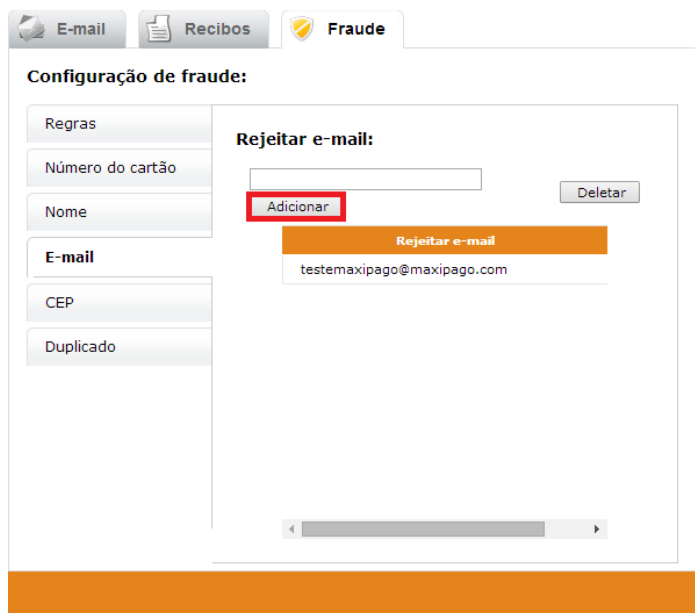 E-mail
Recibos
Fraude
Configuração de fraude:
Regras
Número do cartão
Nome
E-mail
CEP
Duplicado
Rejeitar e-mail:
Adicionar
Deletar
Rejeitar e-mail
testemaxipago@maxipago.com